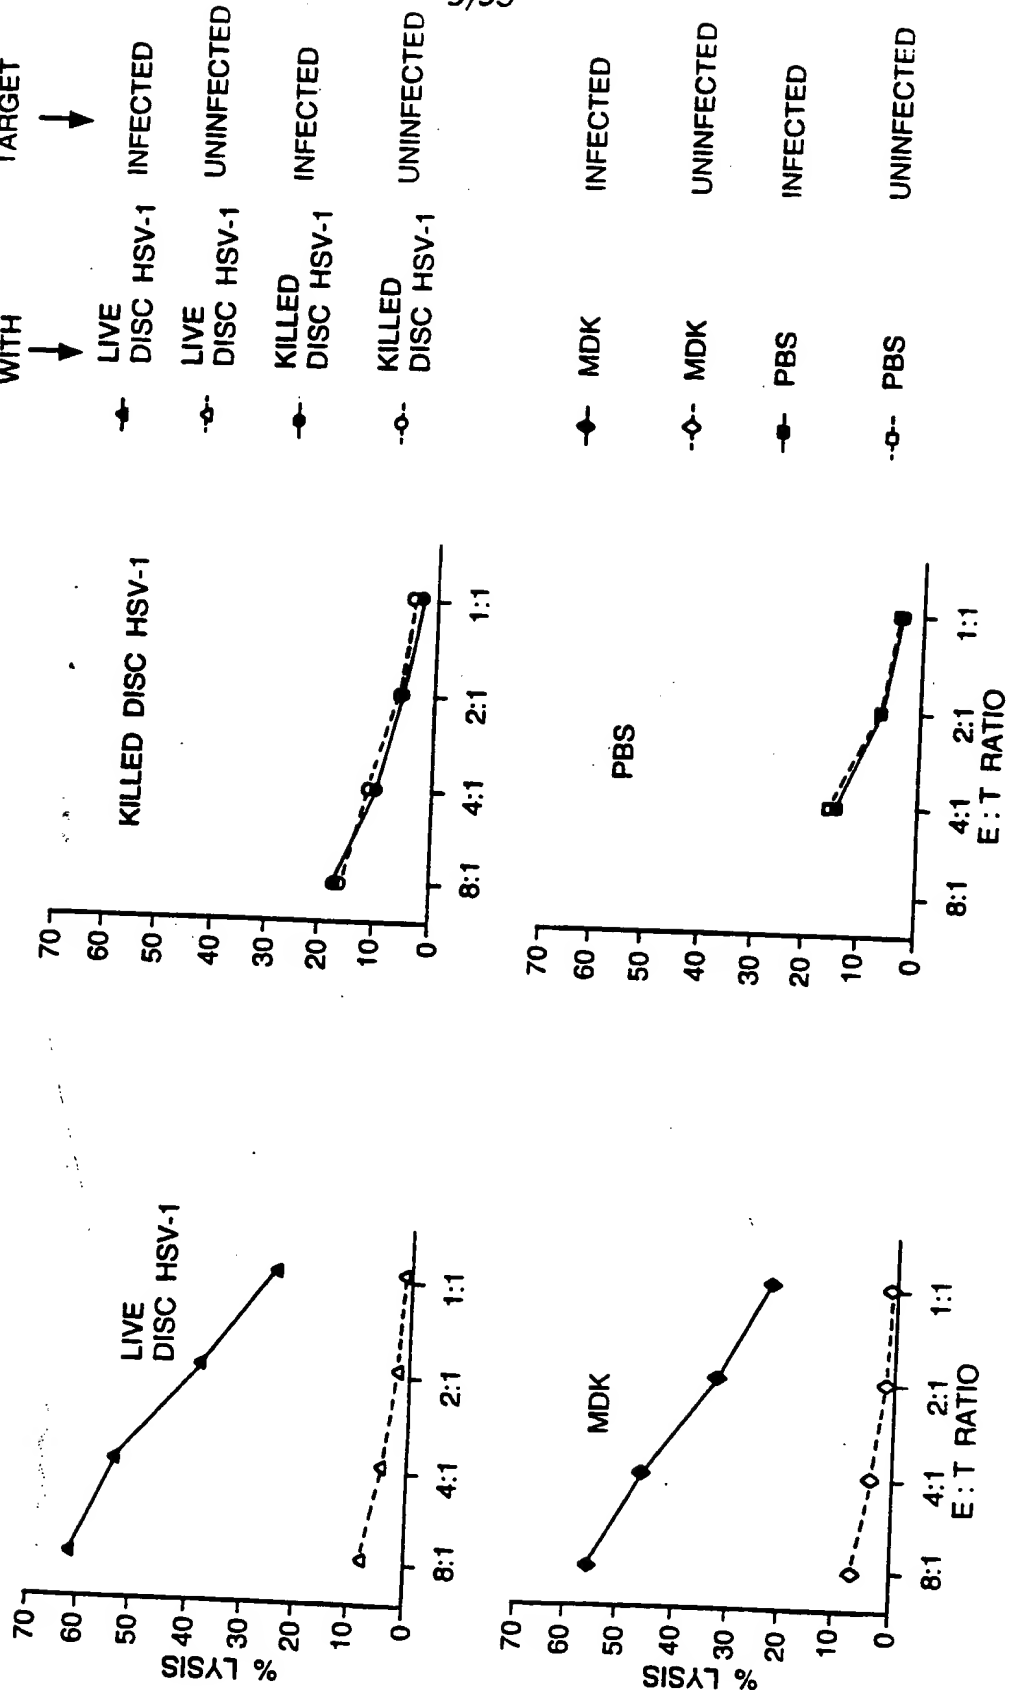 5/35
WITH
TARGET
LIVE
DISC HSV-1 INFECTED
LIVE
DISC HSV-1 UNINFECTED
KILLED
DISC HSV-1 INFECTED
KILLED
DISC HSV-1 UNINFECTED
MDK INFECTED
MDK UNINFECTED
PBS INFECTED
PBS UNINFECTED
LIVE
DISC HSV-1
% LYSIS
70
60
50
40
30
20
10
0
8:1 4:1 2:1 1:1
KILLED DISC HSV-1
70
60
50
40
30
20
10
0
8:1 4:1 2:1 1:1
MDK
% LYSIS
70
60
50
40
30
20
10
0
8:1 4:1 2:1 1:1
E : T RATIO
PBS
70
60
50
40
30
20
10
0
8:1 4:1 2:1 1:1
E : T RATIO